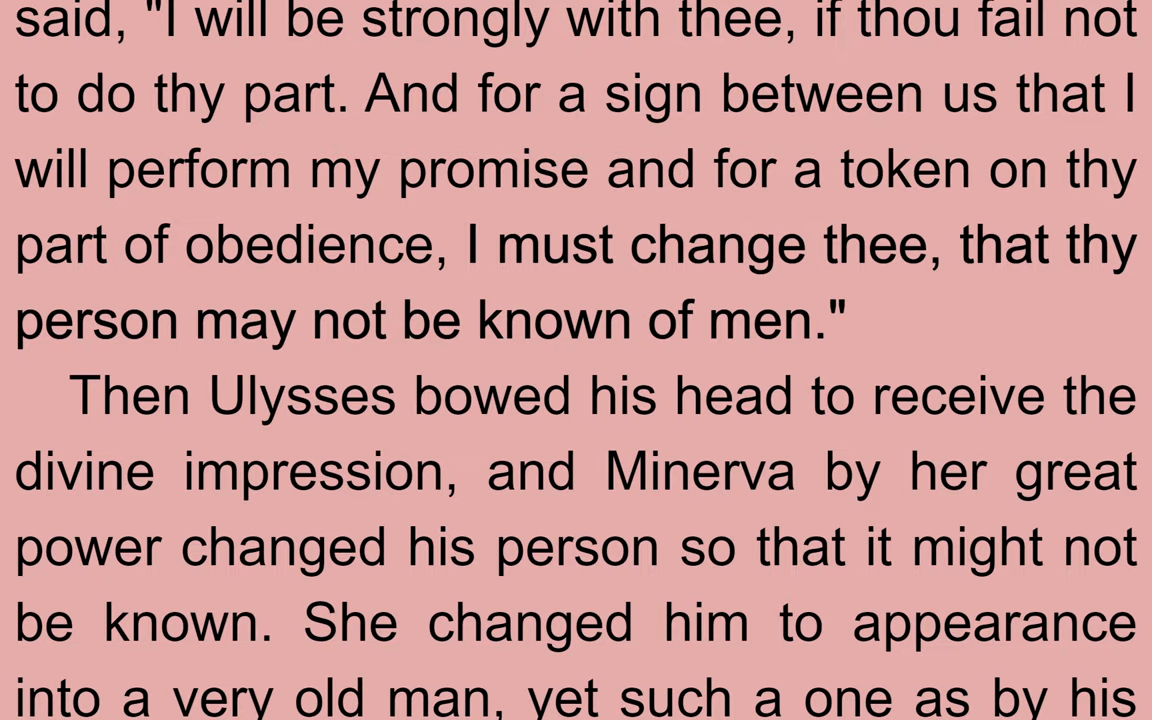 said, "I will be strongly with thee, if thou fail not
to do thy part. And for a sign between us that I
will perform my promise and for a token on thy
part of obedience, I must change thee, that thy
person may not be known of men."
Then Ulysses bowed his head to receive the
divine impression, and Minerva by her great
power changed his person so that it might not
be known. She changed him to appearance
into a very old man, yet such a one as by his